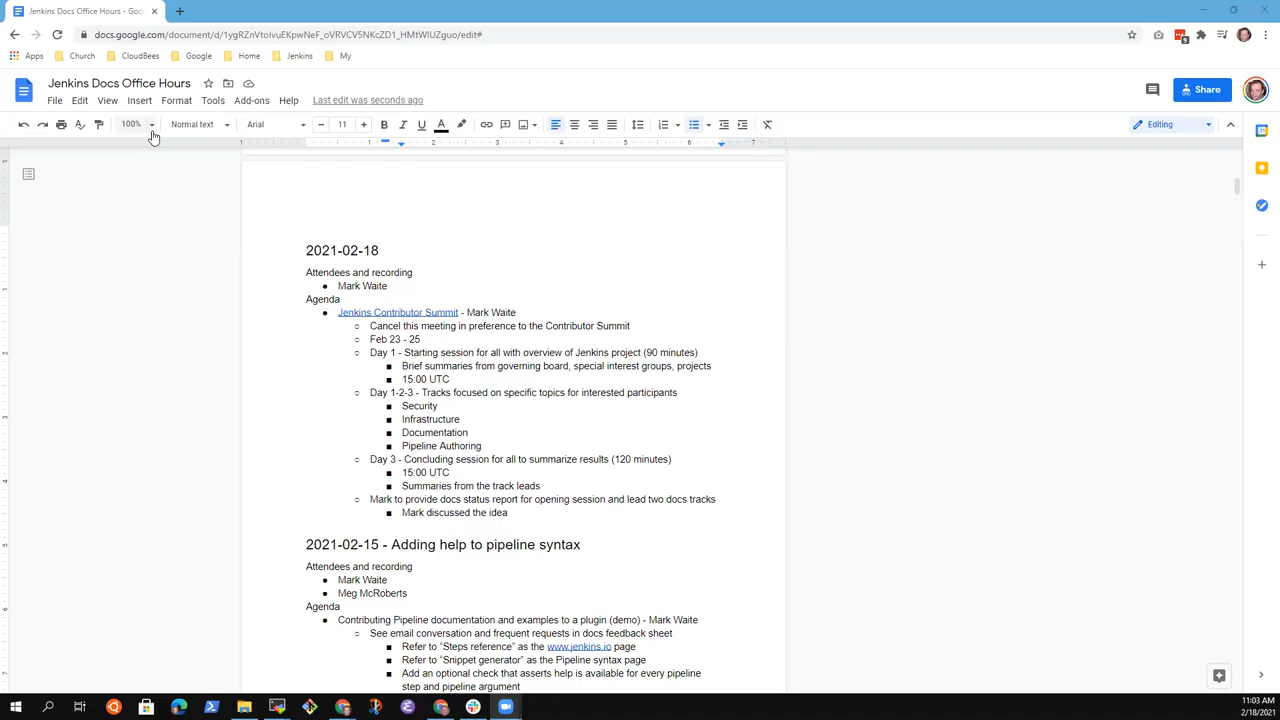 Jenkins Docs Office Hours - Goo
docs.google.com/document/d/1ygRZnVtoIvuEKpwNeF_oVRVCV5NKcZD1_HMtWIUZguo/edit#
Apps Church CloudBees Google Home Jenkins My
Jenkins Docs Office Hours
File Edit View Insert Format Tools Add-ons Help Last edit was seconds ago
Share
100% Normal text Arial 11 Editing
1 1 2 3 4 5 6 7
2021-02-18
Attendees and recording
Mark Waite
Agenda
Jenkins Contributor Summit - Mark Waite
Cancel this meeting in preference to the Contributor Summit
Feb 23 - 25
Day 1 - Starting session for all with overview of Jenkins project (90 minutes)
Brief summaries from governing board, special interest groups, projects
15:00 UTC
Day 1-2-3 - Tracks focused on specific topics for interested participants
Security
Infrastructure
Documentation
Pipeline Authoring
Day 3 - Concluding session for all to summarize results (120 minutes)
15:00 UTC
Summaries from the track leads
Mark to provide docs status report for opening session and lead two docs tracks
Mark discussed the idea
2021-02-15 - Adding help to pipeline syntax
Attendees and recording
Mark Waite
Meg McRoberts
Agenda
Contributing Pipeline documentation and examples to a plugin (demo) - Mark Waite
See email conversation and frequent requests in docs feedback sheet
Refer to "Steps reference" as the www.jenkins.io page
Refer to "Snippet generator" as the Pipeline syntax page
Add an optional check that asserts help is available for every pipeline
step and pipeline argument
11:03 AM
2/18/2021